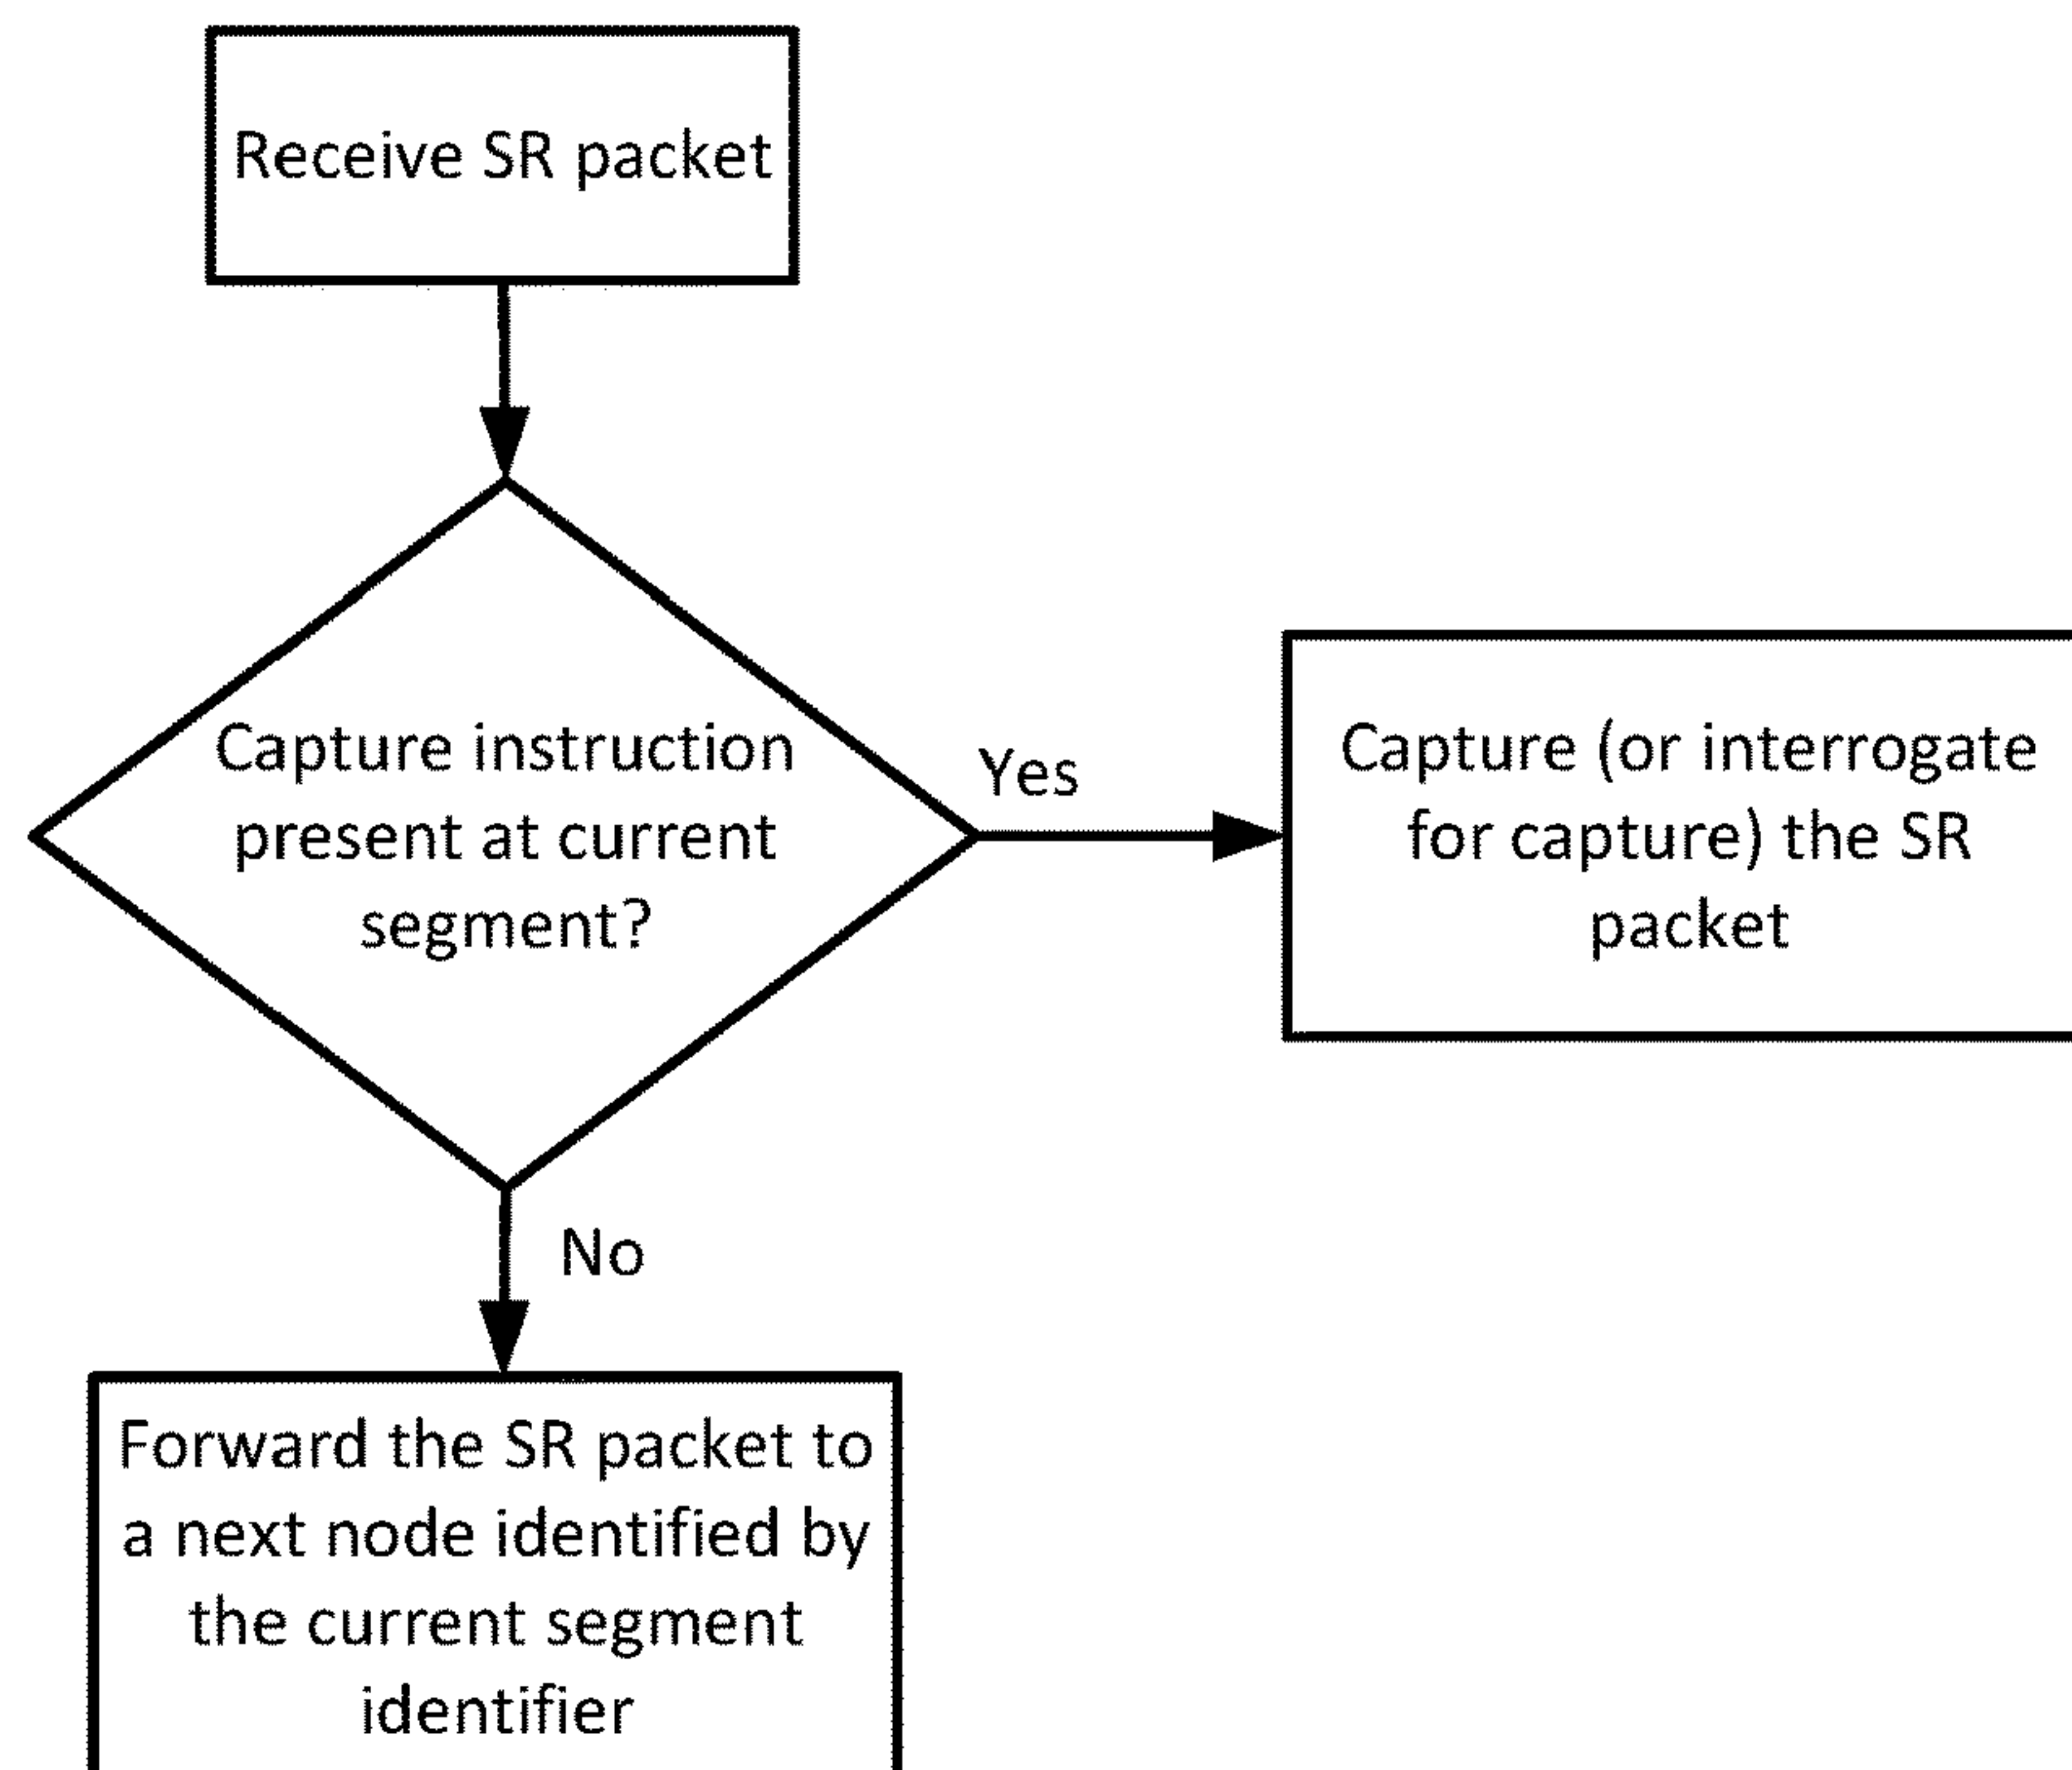 Receive SR packet
Capture instruction
present at current
segment?
Yes
Capture (or interrogate
for capture) the SR
packet
No
Forward the SR packet to
a next node identified by
the current segment
identifier